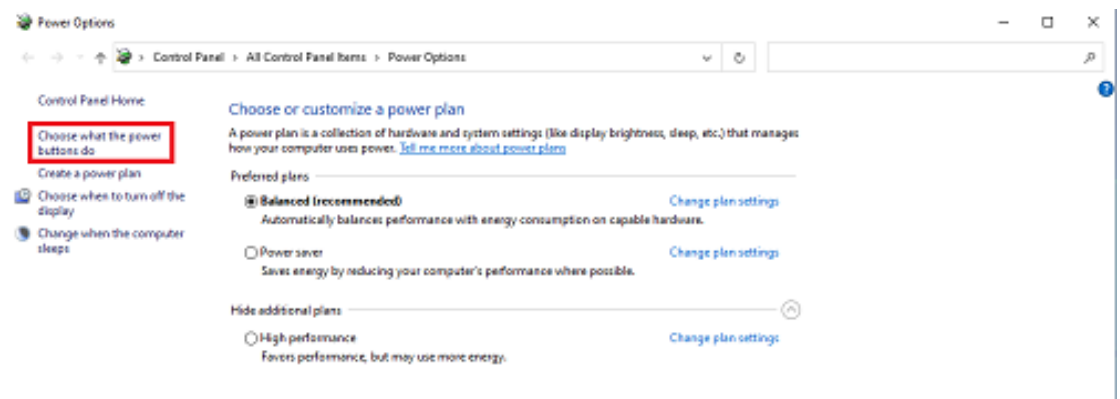 Power Options
Control Panel > All Control Panel Items > Power Options
Control Panel Home
Choose what the power
buttons do
Create a power plan
Choose when to turn off the
display
Change when the computer
sleeps
Choose or customize a power plan
A power plan is a collection of hardware and system settings (like display brightness, sleep, etc.) that manages
how your computer uses power. Tell me more about power plans
Preferred plans
Balanced (recommended) Change plan settings
Automatically balances performance with energy consumption on capable hardware.
Power saver Change plan settings
Saves energy by reducing your computer's performance where possible.
Hide additional plans
High performance Change plan settings
Favors performance, but may use more energy.